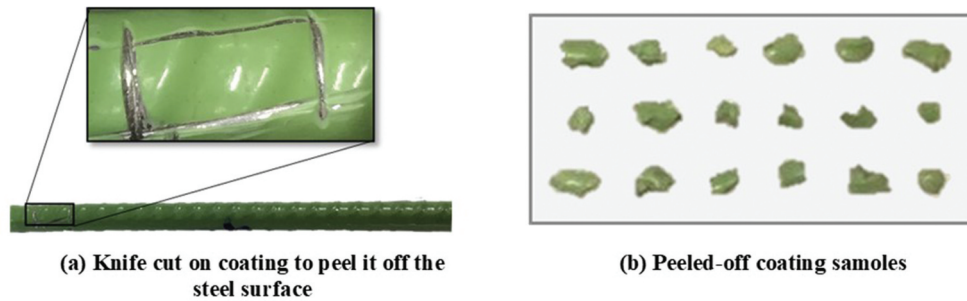 (a) Knife cut on coating to peel it off the
steel surface
(b) Peeled-off coating samoles